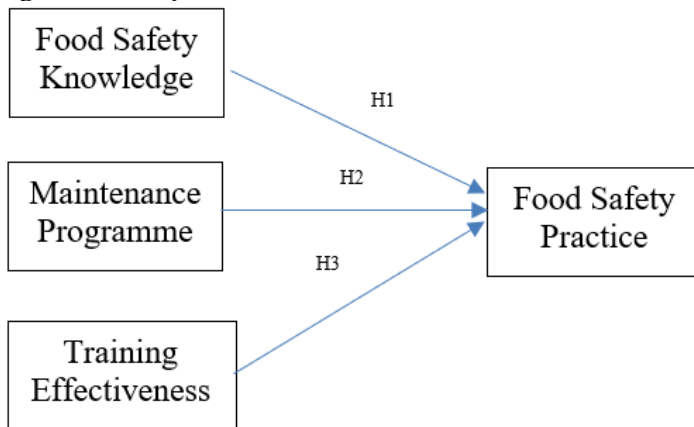 Food Safety
Knowledge
H1
Maintenance
Programme
H2
Food Safety
Practice
H3
Training
Effectiveness